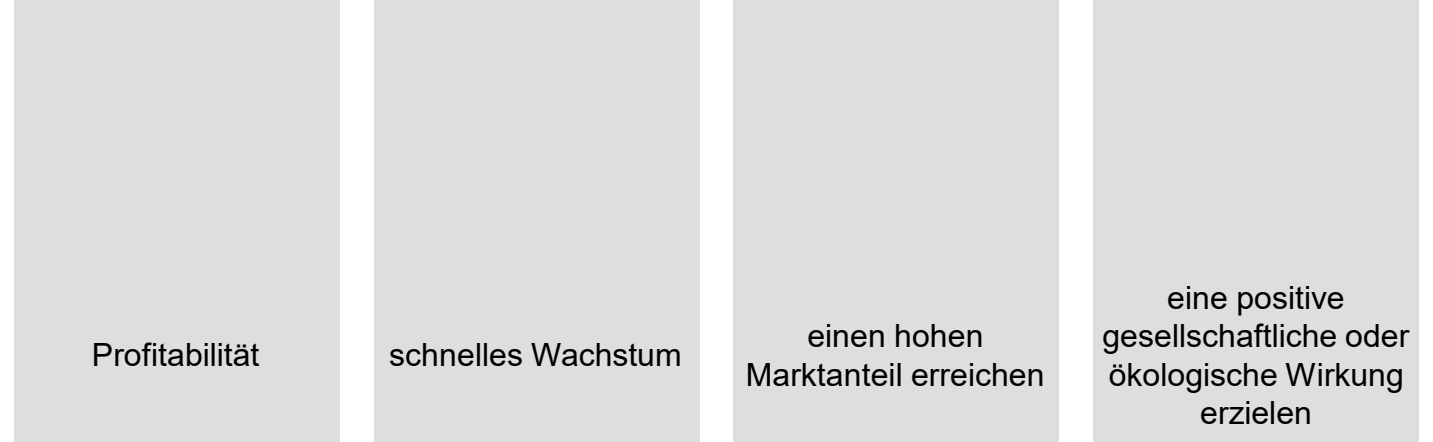 Profitabilität
schnelles Wachstum
einen hohen
Marktanteil erreichen
eine positive
gesellschaftliche oder
ökologische Wirkung
erzielen